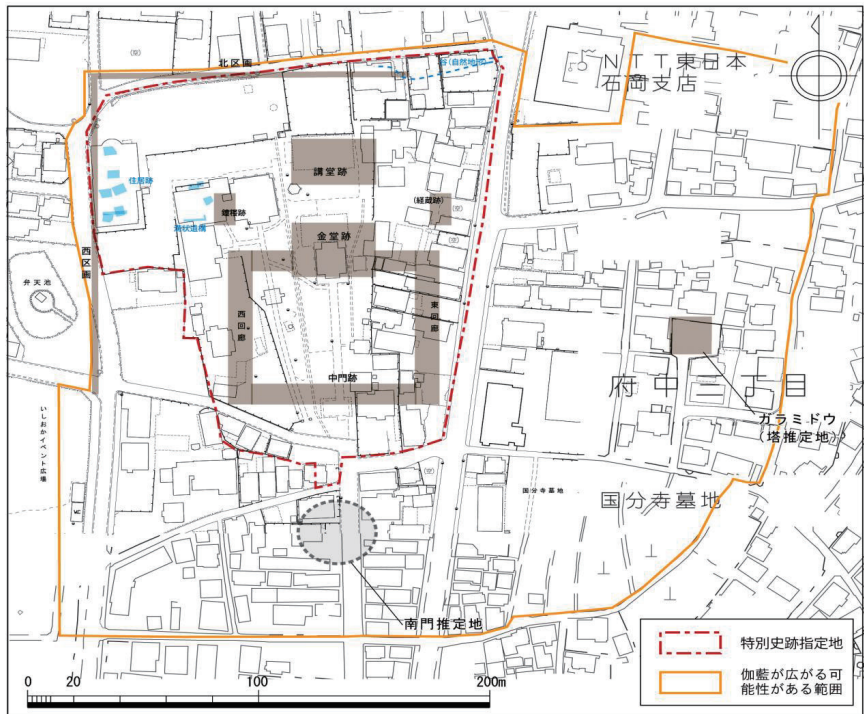 北区画
谷(自然地形)
NTT東日本
石岡支店
住居跡
講堂跡
鐘楼跡
(経蔵跡)
溝状遺構
金堂跡
西区画
弁天池
西回廊
東回廊
中門跡
府中二丁目
ガラミドウ
(塔推定地)
いしおかイベント広場
国分寺墓地
国分寺墓地
南門推定地
特別史跡指定地
伽藍が広がる可
能性がある範囲
0 20 100 200m